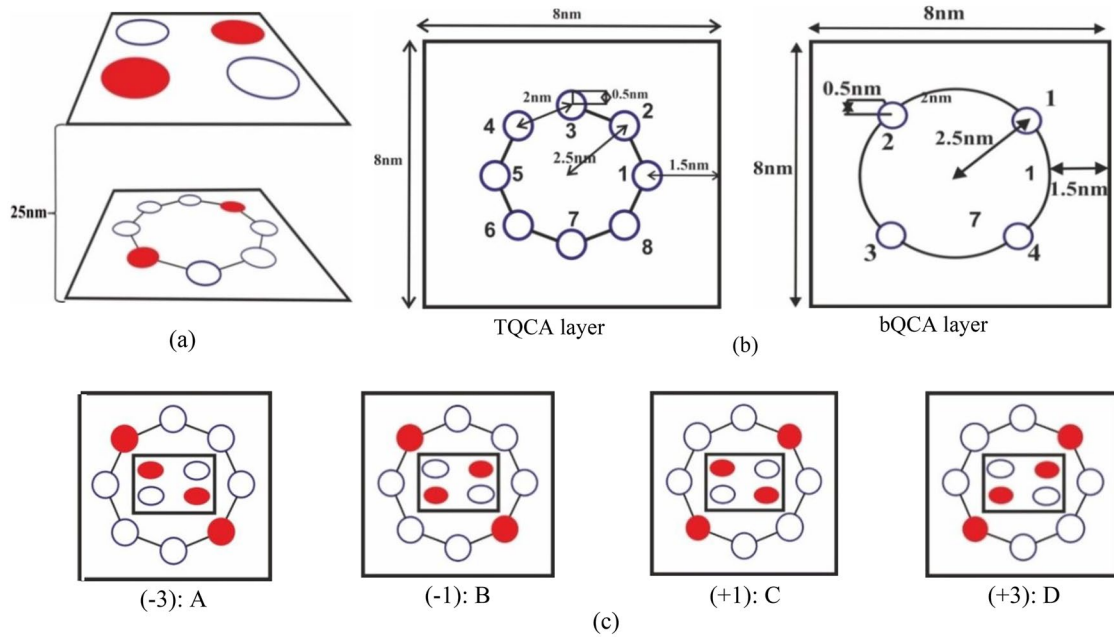 25nm
(a)
8nm
8nm
2nm
0.5nm
4
3
2
2.5nm
5
1
1.5nm
6
7
8
TQCA layer
8nm
8nm
0.5nm
2nm
1
2
2.5nm
1
1.5nm
7
3
4
bQCA layer
(b)
(-3): A
(-1): B
(+1): C
(+3): D
(c)